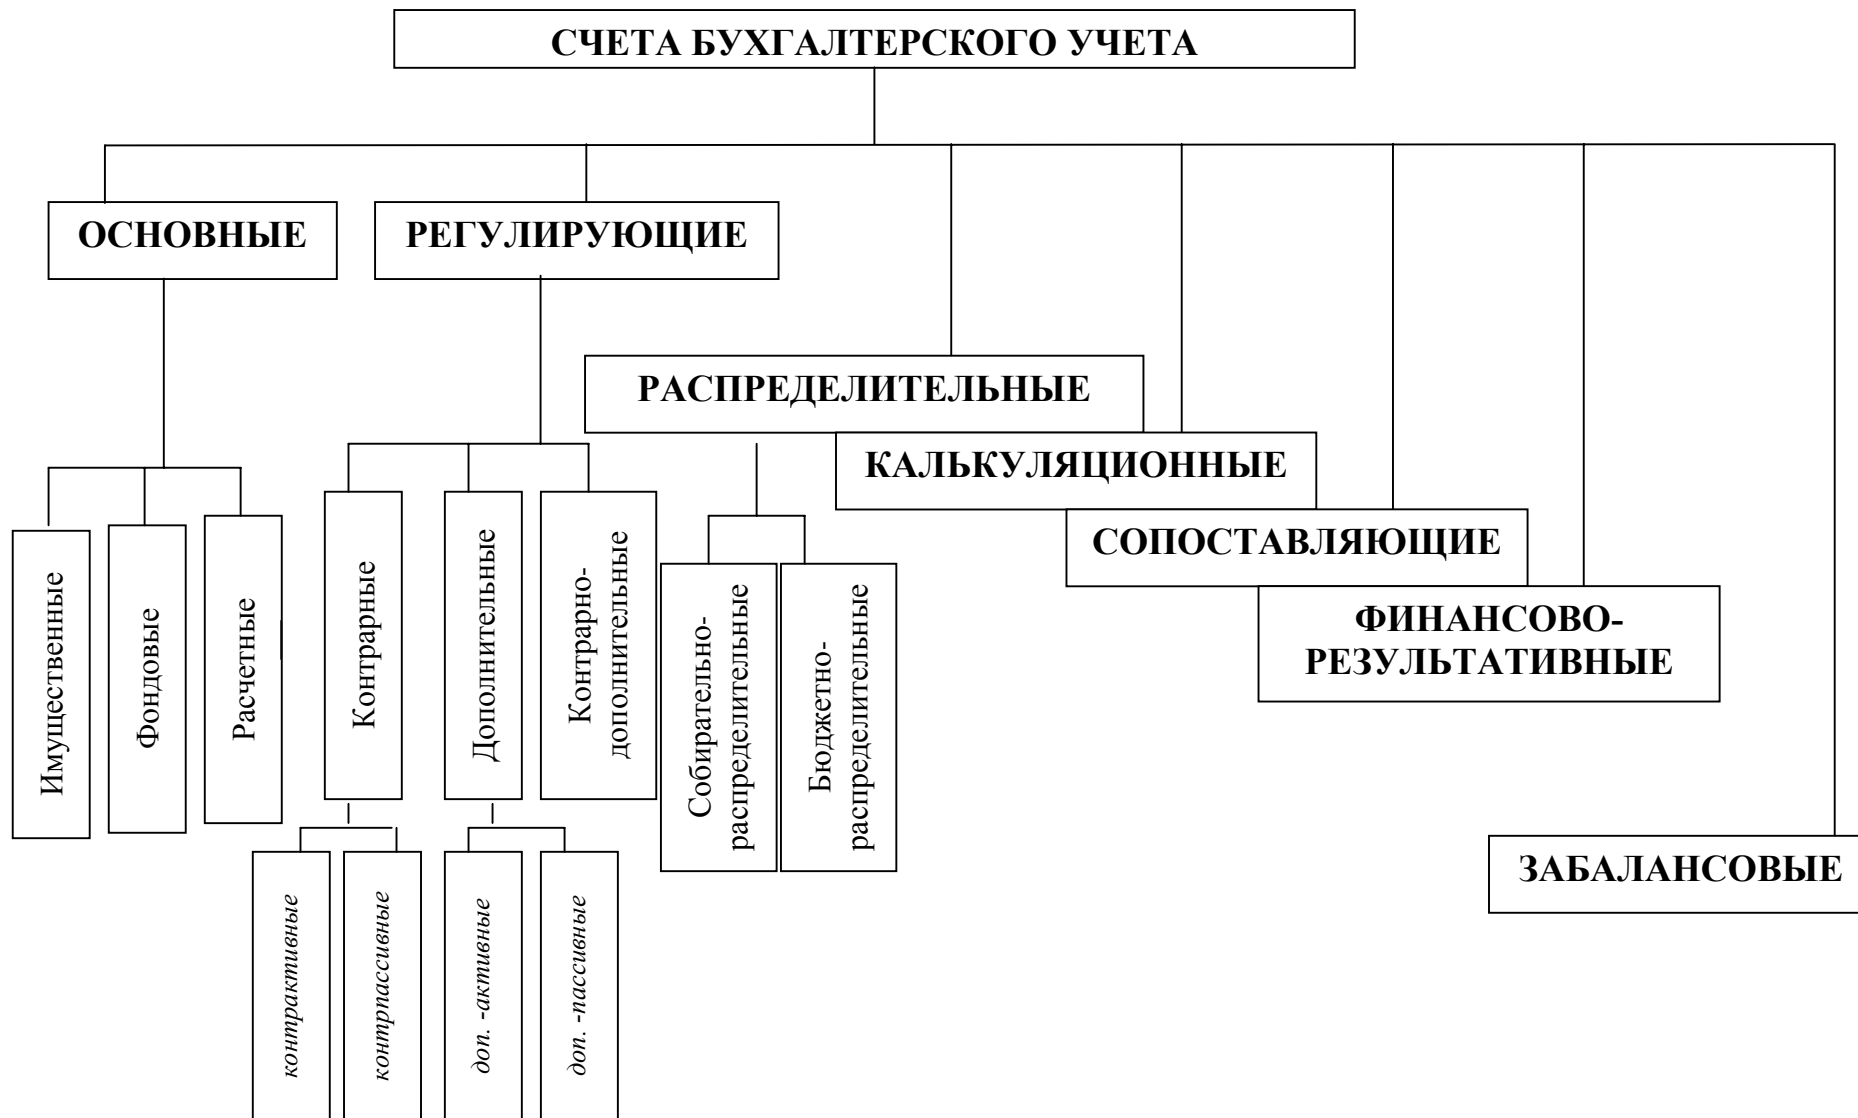 СЧЕТА БУХГАЛТЕРСКОГО УЧЕТА
ОСНОВНЫЕ
РЕГУЛИРУЮЩИЕ
РАСПРЕДЕЛИТЕЛЬНЫЕ
КАЛЬКУЛЯЦИОННЫЕ
СОПОСТАВЛЯЮЩИЕ
ФИНАНСОВО-
РЕЗУЛЬТАТИВНЫЕ
ЗАБАЛАНСОВЫЕ
Имущественные
Фондовые
Расчетные
Контрарные
Дополнительные
Контрарно-
дополнительные
Собирательно-
распределительные
Бюджетно-
распределительные
контрактивные
контрпассивные
доп. -активные
доп. -пассивные